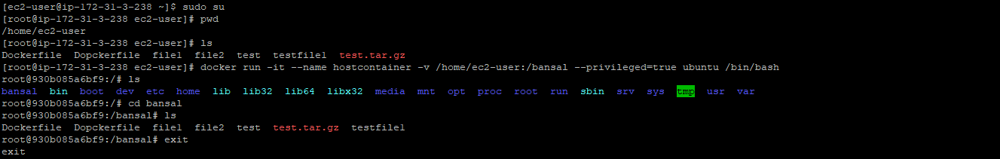 [ec2-user@ip-172-31-3-238 ~]$ sudo su
[root@ip-172-31-3-238 ec2-user]# pwd
/home/ec2-user
[root@ip-172-31-3-238 ec2-user]# ls
Dockerfile  Dopckerfile  file1  file2  test  testfile1  test.tar.gz
[root@ip-172-31-3-238 ec2-user]# docker run -it --name hostcontainer -v /home/ec2-user:/bansal --privileged=true ubuntu /bin/bash
root@930b085a6bf9:/# ls
bansal  bin  boot  dev  etc  home  lib  lib32  lib64  libx32  media  mnt  opt  proc  root  run  sbin  srv  sys  tmp  usr  var
root@930b085a6bf9:/# cd bansal
root@930b085a6bf9:/bansal# ls
Dockerfile  Dopckerfile  file1  file2  test  test.tar.gz  testfile1
root@930b085a6bf9:/bansal# exit
exit